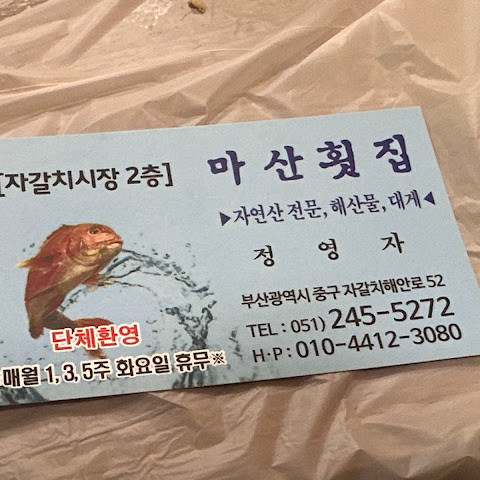 [자갈치시장 2층]
마산횟집
▶자연산 전문, 해산물, 대게◀
정 영 자
부산광역시 중구 자갈치해안로 52
TEL : 051) 245-5272
H·P : 010-4412-3080
단체환영
매월 1, 3, 5주 화요일 휴무※